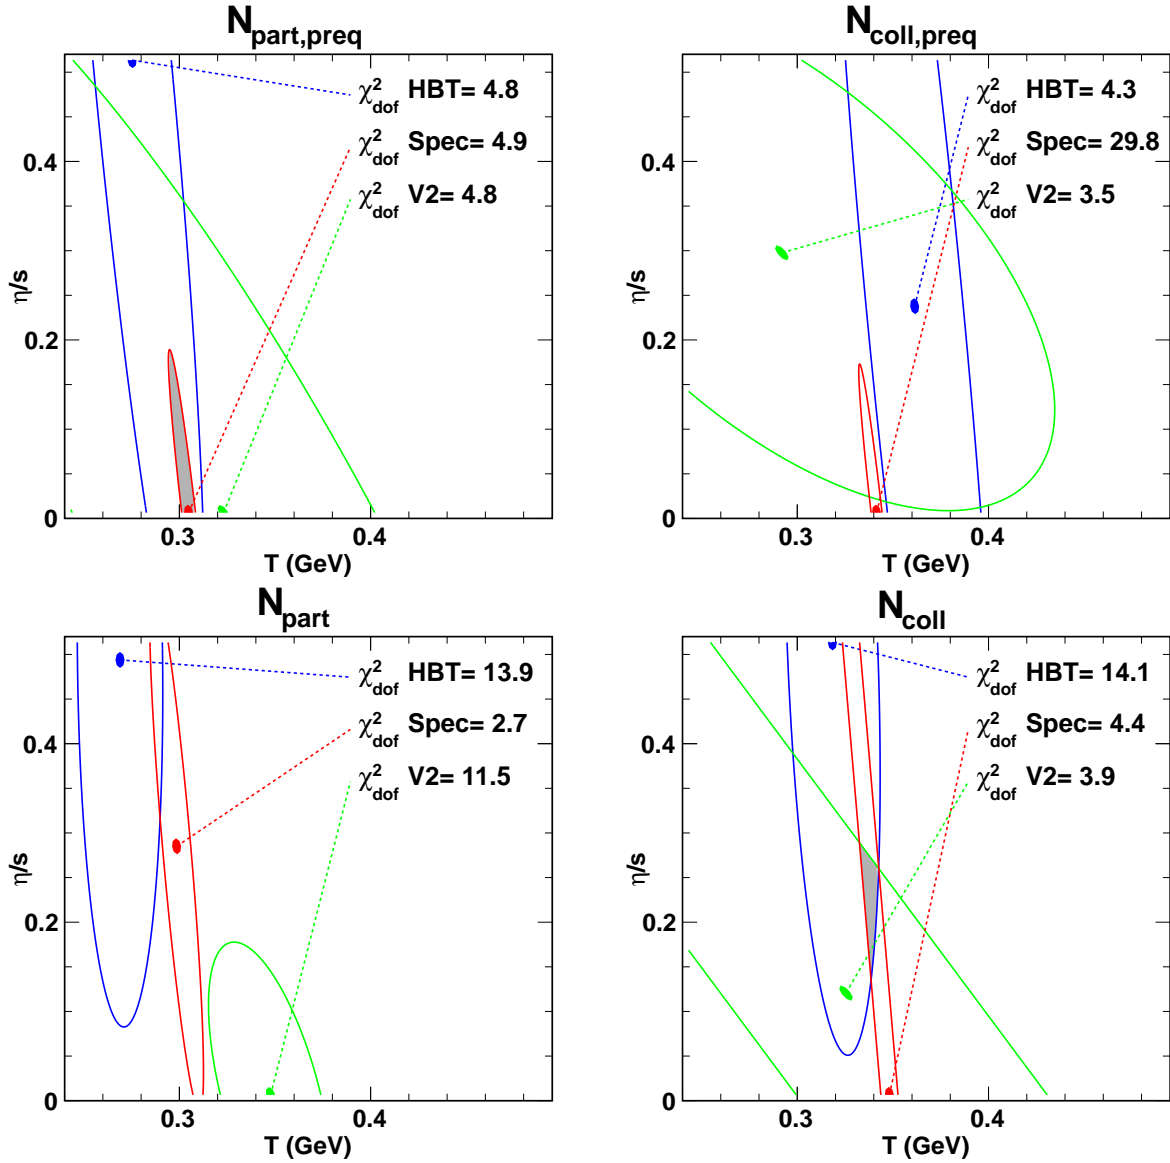 N_part,preq
χ²_dof HBT= 4.8
χ²_dof Spec= 4.9
χ²_dof V2= 4.8
η/s
0.4
0.2
0
0.3 0.4
T (GeV)
N_coll,preq
χ²_dof HBT= 4.3
χ²_dof Spec= 29.8
χ²_dof V2= 3.5
η/s
0.4
0.2
0
0.3 0.4
T (GeV)
N_part
χ²_dof HBT= 13.9
χ²_dof Spec= 2.7
χ²_dof V2= 11.5
η/s
0.4
0.2
0
0.3 0.4
T (GeV)
N_coll
χ²_dof HBT= 14.1
χ²_dof Spec= 4.4
χ²_dof V2= 3.9
η/s
0.4
0.2
0
0.3 0.4
T (GeV)